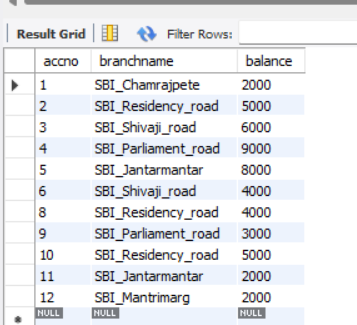 Result Grid Filter Rows:
accno branchname balance
1 SBI_Chamrajpete 2000
2 SBI_Residency_road 5000
3 SBI_Shivaji_road 6000
4 SBI_Parliament_road 9000
5 SBI_Jantarmantar 8000
6 SBI_Shivaji_road 4000
8 SBI_Residency_road 4000
9 SBI_Parliament_road 3000
10 SBI_Residency_road 5000
11 SBI_Jantarmantar 2000
12 SBI_Mantrimarg 2000
NULL NULL NULL